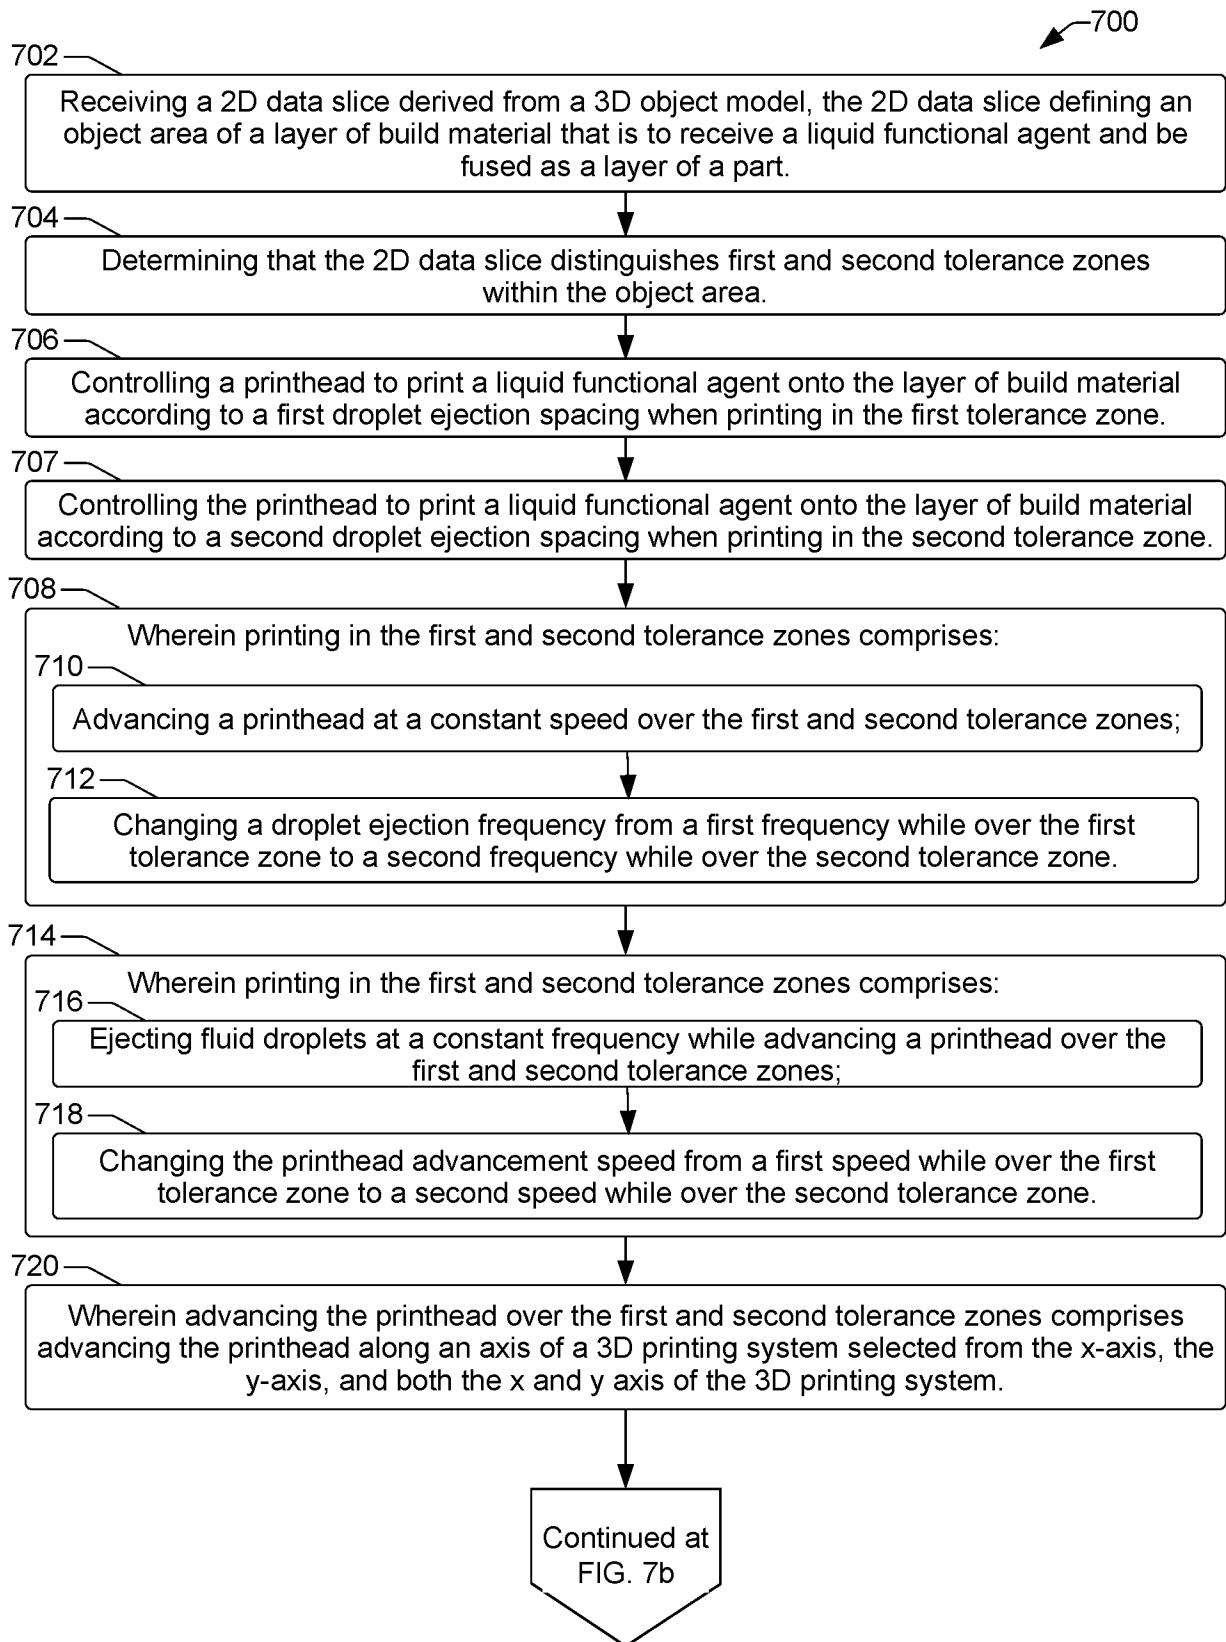 700
702
Receiving a 2D data slice derived from a 3D object model, the 2D data slice defining an
object area of a layer of build material that is to receive a liquid functional agent and be
fused as a layer of a part.
704
Determining that the 2D data slice distinguishes first and second tolerance zones
within the object area.
706
Controlling a printhead to print a liquid functional agent onto the layer of build material
according to a first droplet ejection spacing when printing in the first tolerance zone.
707
Controlling the printhead to print a liquid functional agent onto the layer of build material
according to a second droplet ejection spacing when printing in the second tolerance zone.
708
Wherein printing in the first and second tolerance zones comprises:
710
Advancing a printhead at a constant speed over the first and second tolerance zones;
712
Changing a droplet ejection frequency from a first frequency while over the first
tolerance zone to a second frequency while over the second tolerance zone.
714
Wherein printing in the first and second tolerance zones comprises:
716
Ejecting fluid droplets at a constant frequency while advancing a printhead over the
first and second tolerance zones;
718
Changing the printhead advancement speed from a first speed while over the first
tolerance zone to a second speed while over the second tolerance zone.
720
Wherein advancing the printhead over the first and second tolerance zones comprises
advancing the printhead along an axis of a 3D printing system selected from the x-axis, the
y-axis, and both the x and y axis of the 3D printing system.
Continued at
FIG. 7b